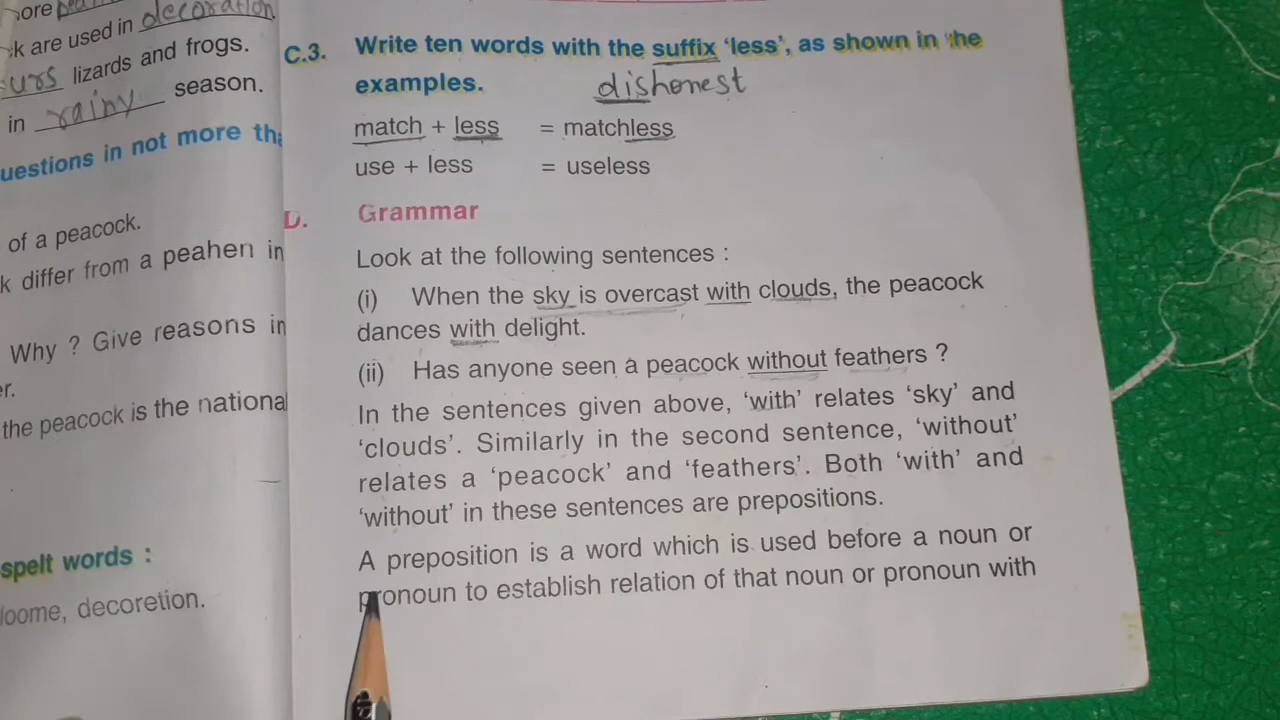 ore
k are used in decoration
urs lizards and frogs.
in rainy season.
uestions in not more tha
of a peacock.
k differ from a peahen in
Why ? Give reasons in
er.
the peacock is the nationa
spelt words :
loome, decoretion.
C.3. Write ten words with the suffix 'less', as shown in the
examples. dishonest
match + less = matchless
use + less = useless
D. Grammar
Look at the following sentences :
(i) When the sky is overcast with clouds, the peacock
dances with delight.
(ii) Has anyone seen a peacock without feathers ?
In the sentences given above, 'with' relates 'sky' and
'clouds'. Similarly in the second sentence, 'without'
relates a 'peacock' and 'feathers'. Both 'with' and
'without' in these sentences are prepositions.
A preposition is a word which is used before a noun or
pronoun to establish relation of that noun or pronoun with